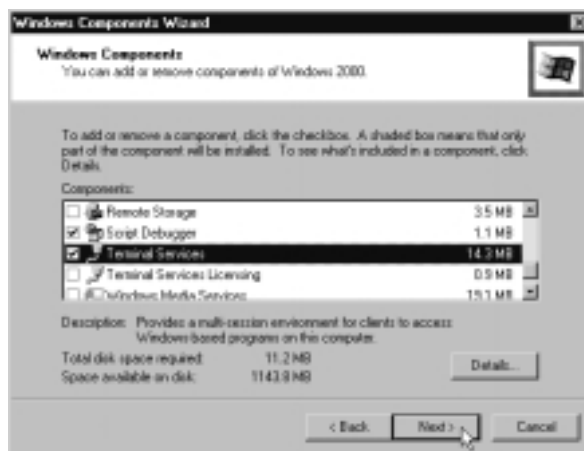 Windows Components Wizard
Windows Components
You can add or remove components of Windows 2000.
To add or remove a component, click the checkbox. A shaded box means that only
part of the component will be installed. To see what's included in a component, click
Details.
Components:
Remote Storage 3.5 MB
Script Debugger 1.1 MB
Terminal Services 14.3 MB
Terminal Services Licensing 0.9 MB
Windows Media Services 19.1 MB
Description: Provides a multi-session environment for clients to access
Windows based programs on this computer.
Total disk space required: 11.2 MB
Space available on disk: 1143.8 MB
Details...
< Back Next > Cancel